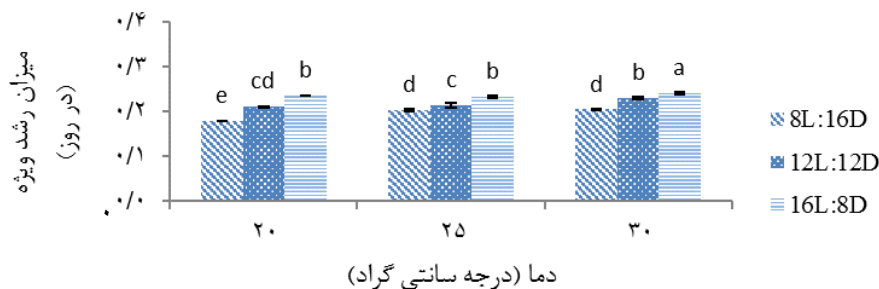 ۰/۴
۰/۳
۰/۲
۰/۱
۰/۰
۰
میزان رشد ویژه
(در روز)
e cd b d c b d b a
۲۰ ۲۵ ۳۰
دما (درجه سانتی گراد)
8L:16D
12L:12D
16L:8D